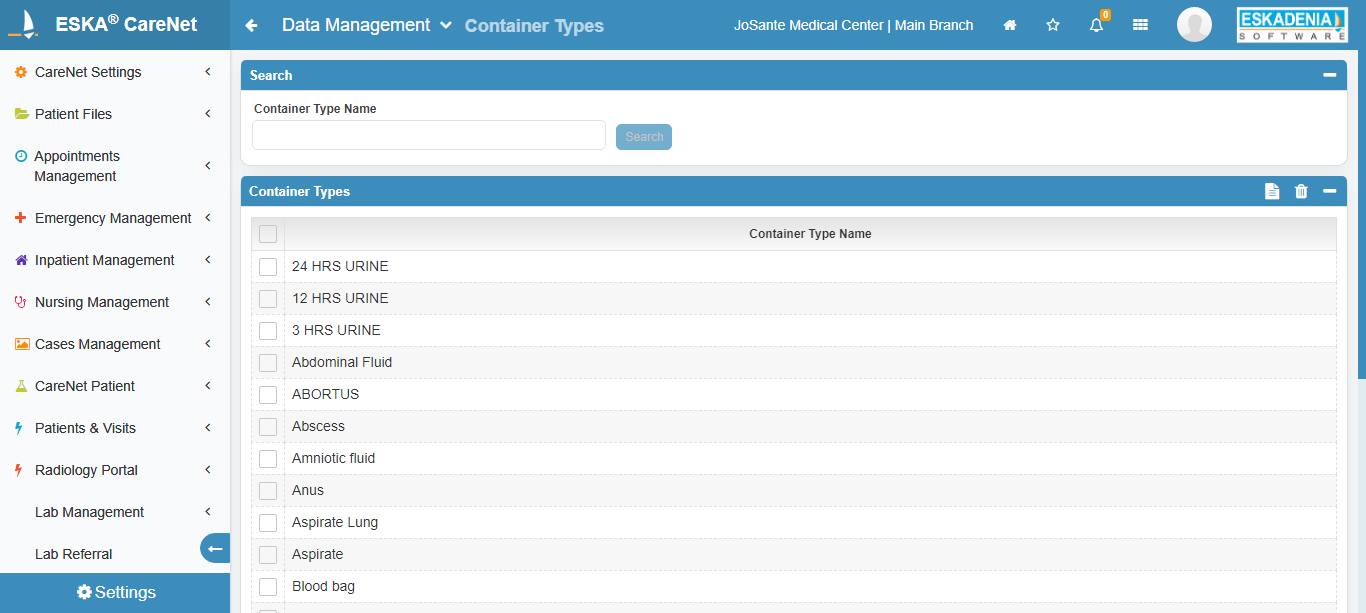 ESKA® CareNet
Data Management Container Types
JoSante Medical Center | Main Branch
0
ESKADENIA
SOFTWARE
CareNet Settings
Patient Files
Appointments
Management
Emergency Management
Inpatient Management
Nursing Management
Cases Management
CareNet Patient
Patients & Visits
Radiology Portal
Lab Management
Lab Referral
Settings
Search
Container Type Name
Search
Container Types
Container Type Name
24 HRS URINE
12 HRS URINE
3 HRS URINE
Abdominal Fluid
ABORTUS
Abscess
Amniotic fluid
Anus
Aspirate Lung
Aspirate
Blood bag